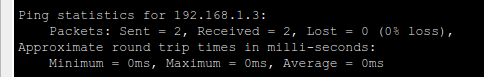 Ping statistics for 192.168.1.3:
    Packets: Sent = 2, Received = 2, Lost = 0 (0% loss),
Approximate round trip times in milli-seconds:
    Minimum = 0ms, Maximum = 0ms, Average = 0ms